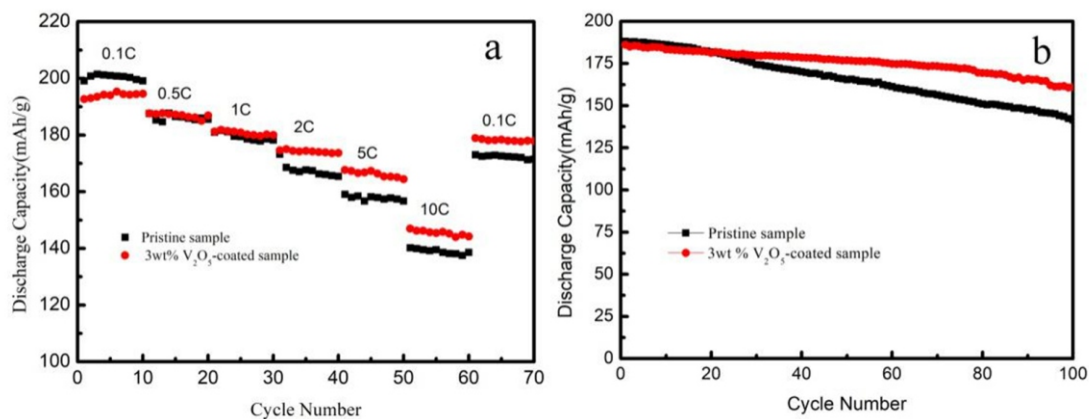 a
220
200
180
160
140
120
100
0.1C
0.5C
1C
2C
5C
10C
0.1C
Pristine sample
3wt% V₂O₅-coated sample
0 10 20 30 40 50 60 70
Cycle Number
Discharge Capacity(mAh/g)
b
200
175
150
125
100
75
50
25
0
Pristine sample
3wt % V₂O₅-coated sample
0 20 40 60 80 100
Cycle Number
Discharge Capacity(mAh/g)